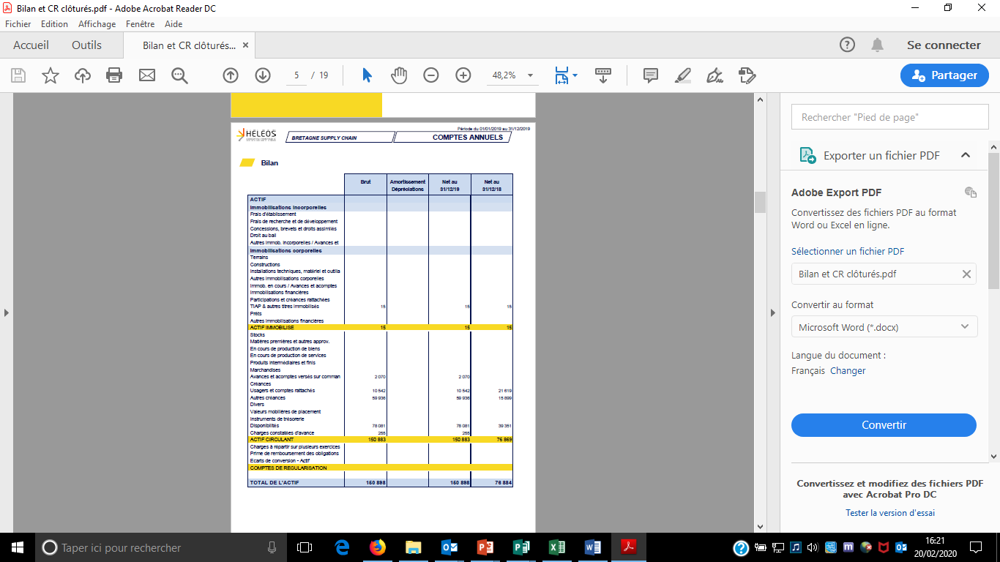 Bilan et CR clôturés.pdf - Adobe Acrobat Reader DC
Fichier Edition Affichage Fenêtre Aide
Accueil Outils Bilan et CR clôturés... × Se connecter
5 / 19 48,2% Partager
HELEOS
EXPERTISE COMPTABLE
Période du 01/01/2019 au 31/12/2019
BRETAGNE SUPPLY CHAIN COMPTES ANNUELS
Bilan
Brut Amortissement Dépréciations Net au 31/12/19 Net au 31/12/18
ACTIF
Immobilisations incorporelles
Frais d'établissement
Frais de recherche et de développement
Concessions, brevets et droits assimilés
Droit au bail
Autres immob. incorporelles / Avances et
Immobilisations corporelles
Terrains
Constructions
Installations techniques, matériel et outilla
Autres immobilisations corporelles
Immob. en cours / Avances et acomptes
Immobilisations financières
Participations et créances rattachées
TIAP & autres titres immobilisés 15 15 15
Prêts
Autres immobilisations financières
ACTIF IMMOBILISE 15 15 15
Stocks
Matières premières et autres approv.
En cours de production de biens
En cours de production de services
Produits intermédiaires et finis
Marchandises
Avances et acomptes versés sur comman 2 070 2 070
Créances
Usagers et comptes rattachés 10 542 10 542 21 619
Autres créances 59 936 59 936 15 899
Divers
Valeurs mobilières de placement
Instruments de trésorerie
Disponibilités 78 081 78 081 39 351
Charges constatées d'avance 255 255
ACTIF CIRCULANT 150 883 150 883 76 869
Charges à répartir sur plusieurs exercices
Prime de remboursement des obligations
Ecarts de conversion - Actif
COMPTES DE REGULARISATION
TOTAL DE L'ACTIF 150 898 150 898 76 884
Rechercher "Pied de page"
Exporter un fichier PDF
Adobe Export PDF
Convertissez des fichiers PDF au format
Word ou Excel en ligne.
Sélectionner un fichier PDF
Bilan et CR clôturés.pdf
Convertir au format
Microsoft Word (*.docx)
Langue du document :
Français Changer
Convertir
Convertissez et modifiez des fichiers PDF
avec Acrobat Pro DC
Tester la version d'essai
Taper ici pour rechercher
16:21
20/02/2020